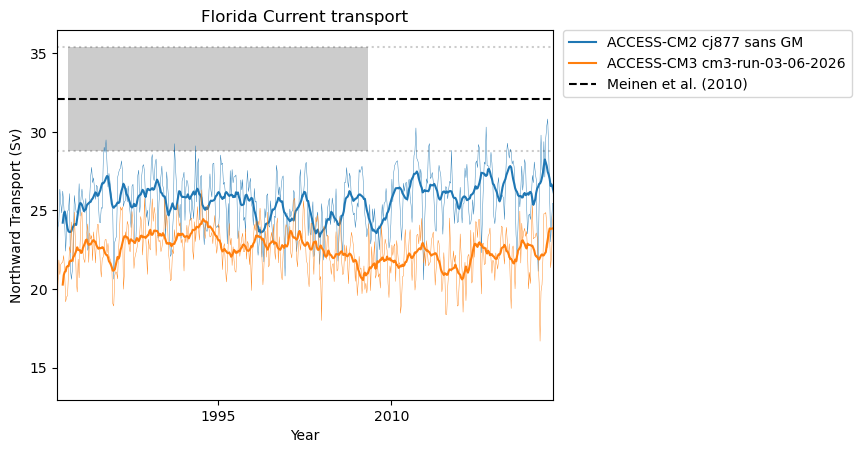 Florida Current transport
ACCESS-CM2 cj877 sans GM
ACCESS-CM3 cm3-run-03-06-2026
Meinen et al. (2010)
Northward Transport (Sv)
35
30
25
20
15
1995
2010
Year